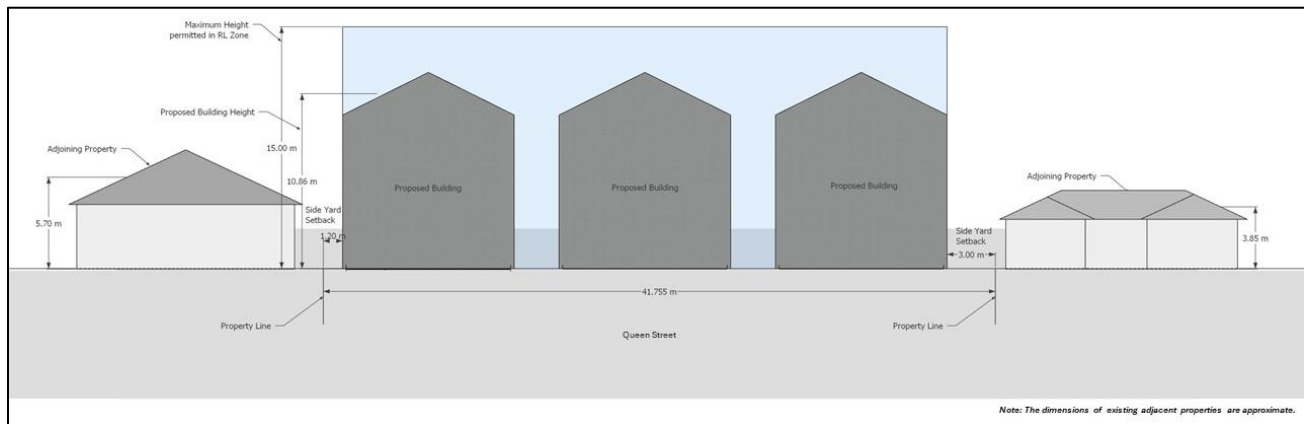 Maximum Height
permitted in RL Zone
Proposed Building Height
Adjoining Property
15.00 m
10.86 m
5.70 m
Side Yard
Setback
1.20 m
Proposed Building
Proposed Building
Proposed Building
Adjoining Property
Side Yard
Setback
3.00 m
3.85 m
41.755 m
Property Line
Property Line
Queen Street
Note: The dimensions of existing adjacent properties are approximate.